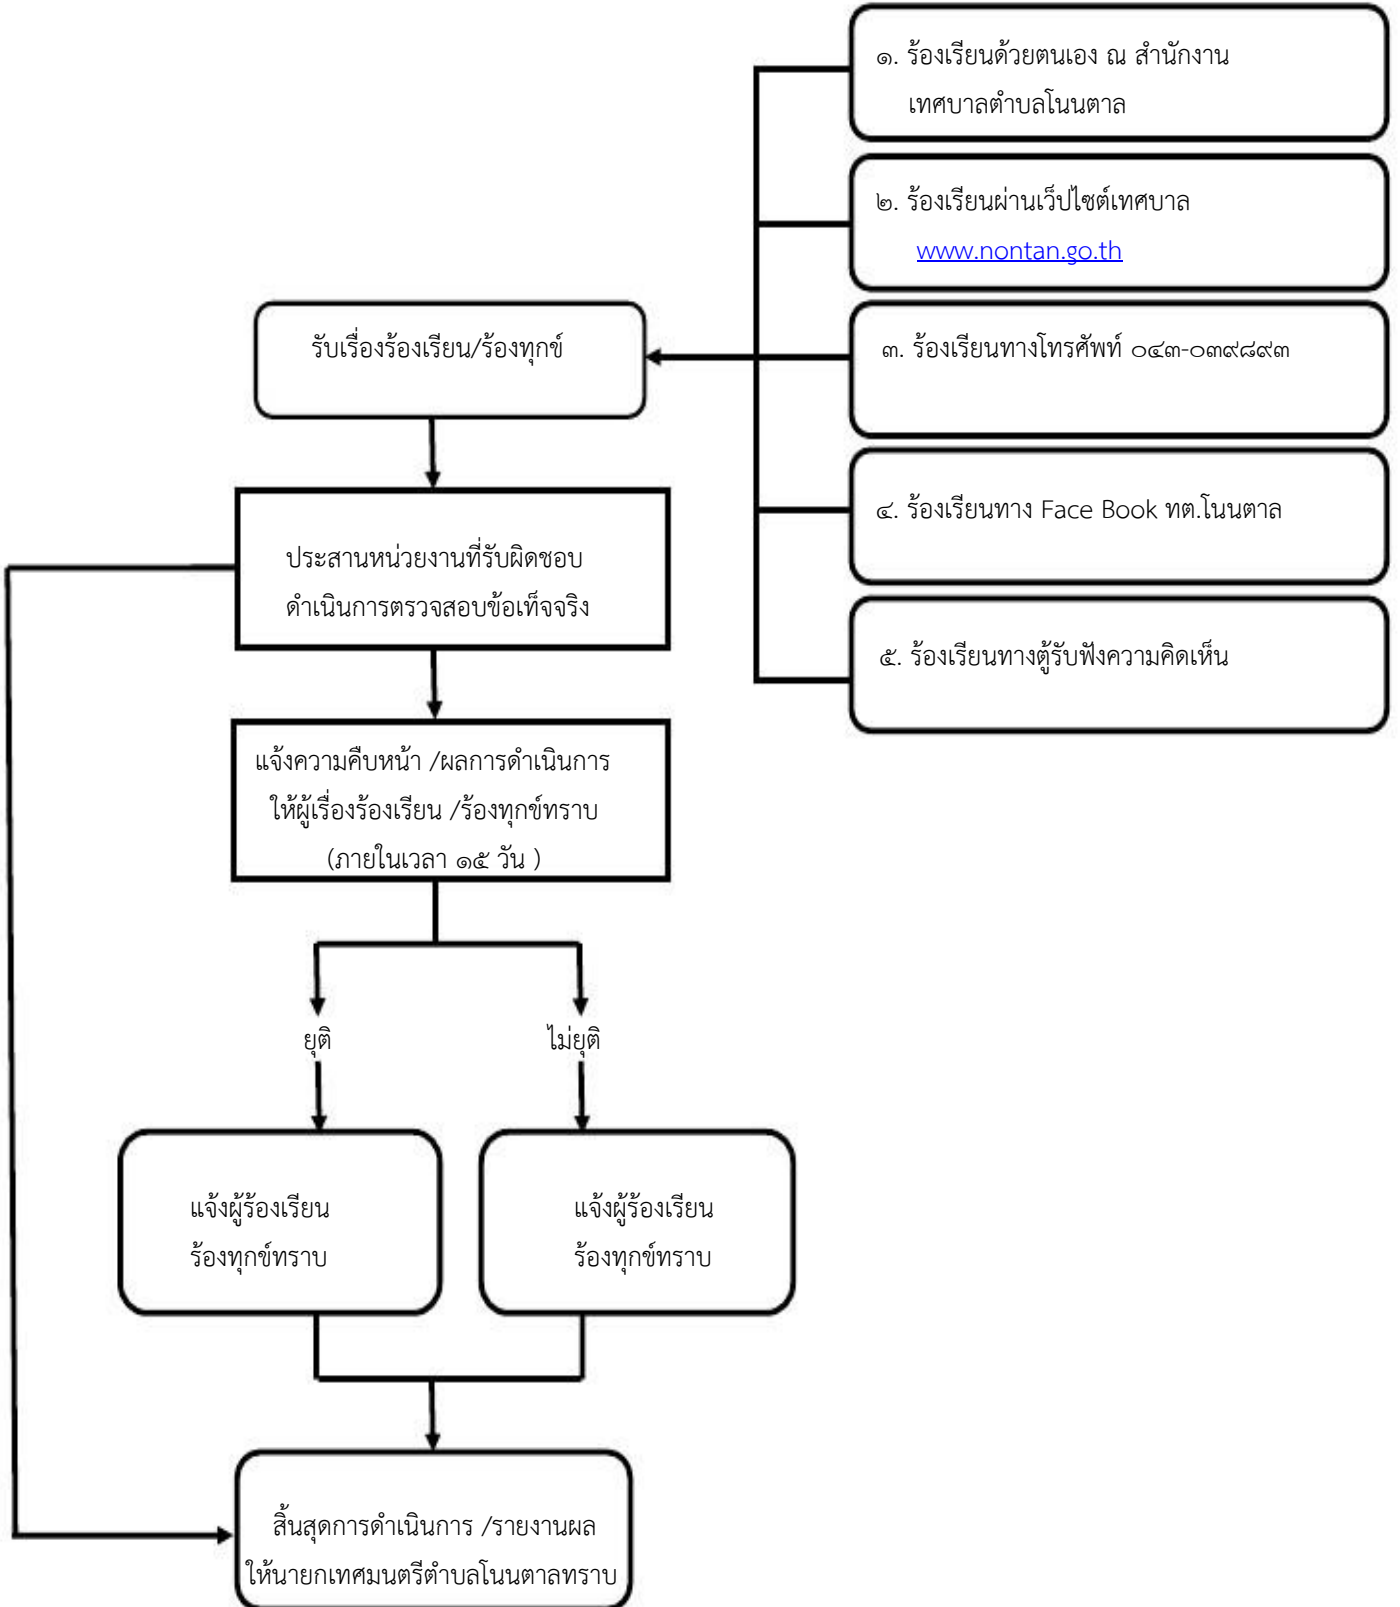 ๑. ร้องเรียนด้วยตนเอง ณ สำนักงาน
เทศบาลตำบลโนนตาล
๒. ร้องเรียนผ่านเว็ปไซต์เทศบาล
www.nontan.go.th
รับเรื่องร้องเรียน/ร้องทุกข์
๓. ร้องเรียนทางโทรศัพท์ ๐๔๓-๐๓๙๘๙๓
๔. ร้องเรียนทาง Face Book ทต.โนนตาล
ประสานหน่วยงานที่รับผิดชอบ
ดำเนินการตรวจสอบข้อเท็จจริง
๕. ร้องเรียนทางตู้รับฟังความคิดเห็น
แจ้งความคืบหน้า /ผลการดำเนินการ
ให้ผู้เรื่องร้องเรียน /ร้องทุกข์ทราบ
(ภายในเวลา ๑๕ วัน )
ยุติ
ไม่ยุติ
แจ้งผู้ร้องเรียน
ร้องทุกข์ทราบ
แจ้งผู้ร้องเรียน
ร้องทุกข์ทราบ
สิ้นสุดการดำเนินการ /รายงานผล
ให้นายกเทศมนตรีตำบลโนนตาลทราบ